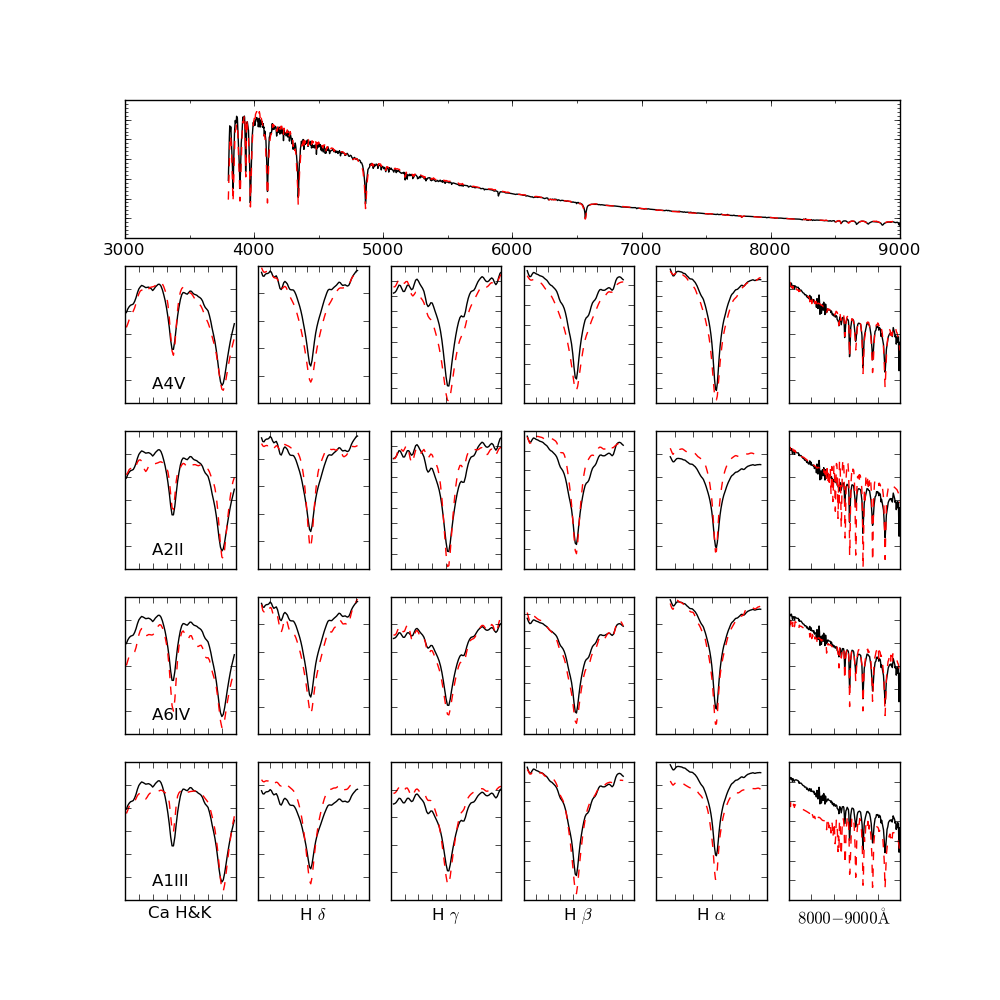 3000 4000 5000 6000 7000 8000 9000
A4V
A2II
A6IV
A1III
Ca H&K H δ H γ H β H α 8000−9000Å